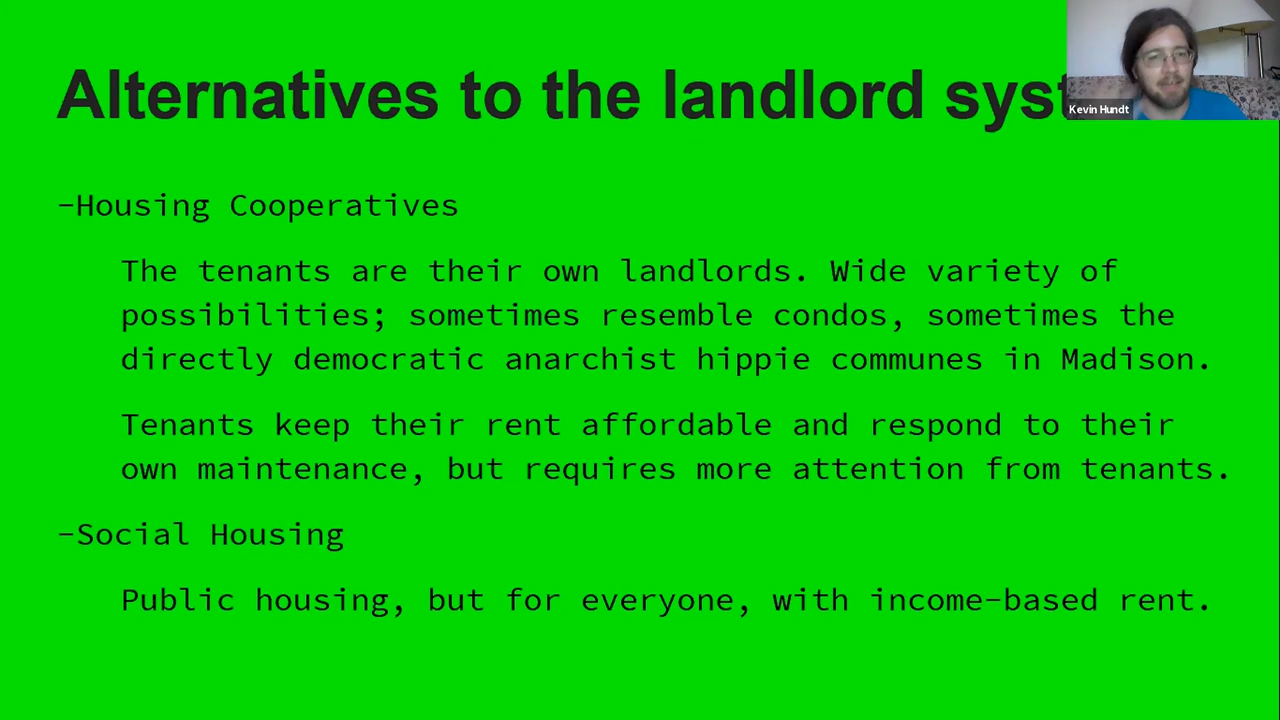 Alternatives to the landlord syst
Kevin Hundt
-Housing Cooperatives
The tenants are their own landlords. Wide variety of
possibilities; sometimes resemble condos, sometimes the
directly democratic anarchist hippie communes in Madison.
Tenants keep their rent affordable and respond to their
own maintenance, but requires more attention from tenants.
-Social Housing
Public housing, but for everyone, with income-based rent.